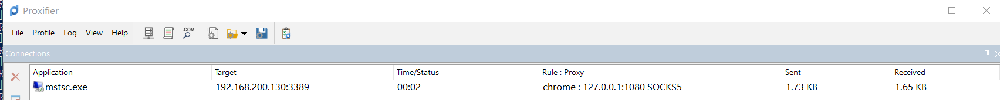 Proxifier
File Profile Log View Help .COM
Connections
Application Target Time/Status Rule : Proxy Sent Received
mstsc.exe 192.168.200.130:3389 00:02 chrome : 127.0.0.1:1080 SOCKS5 1.73 KB 1.65 KB